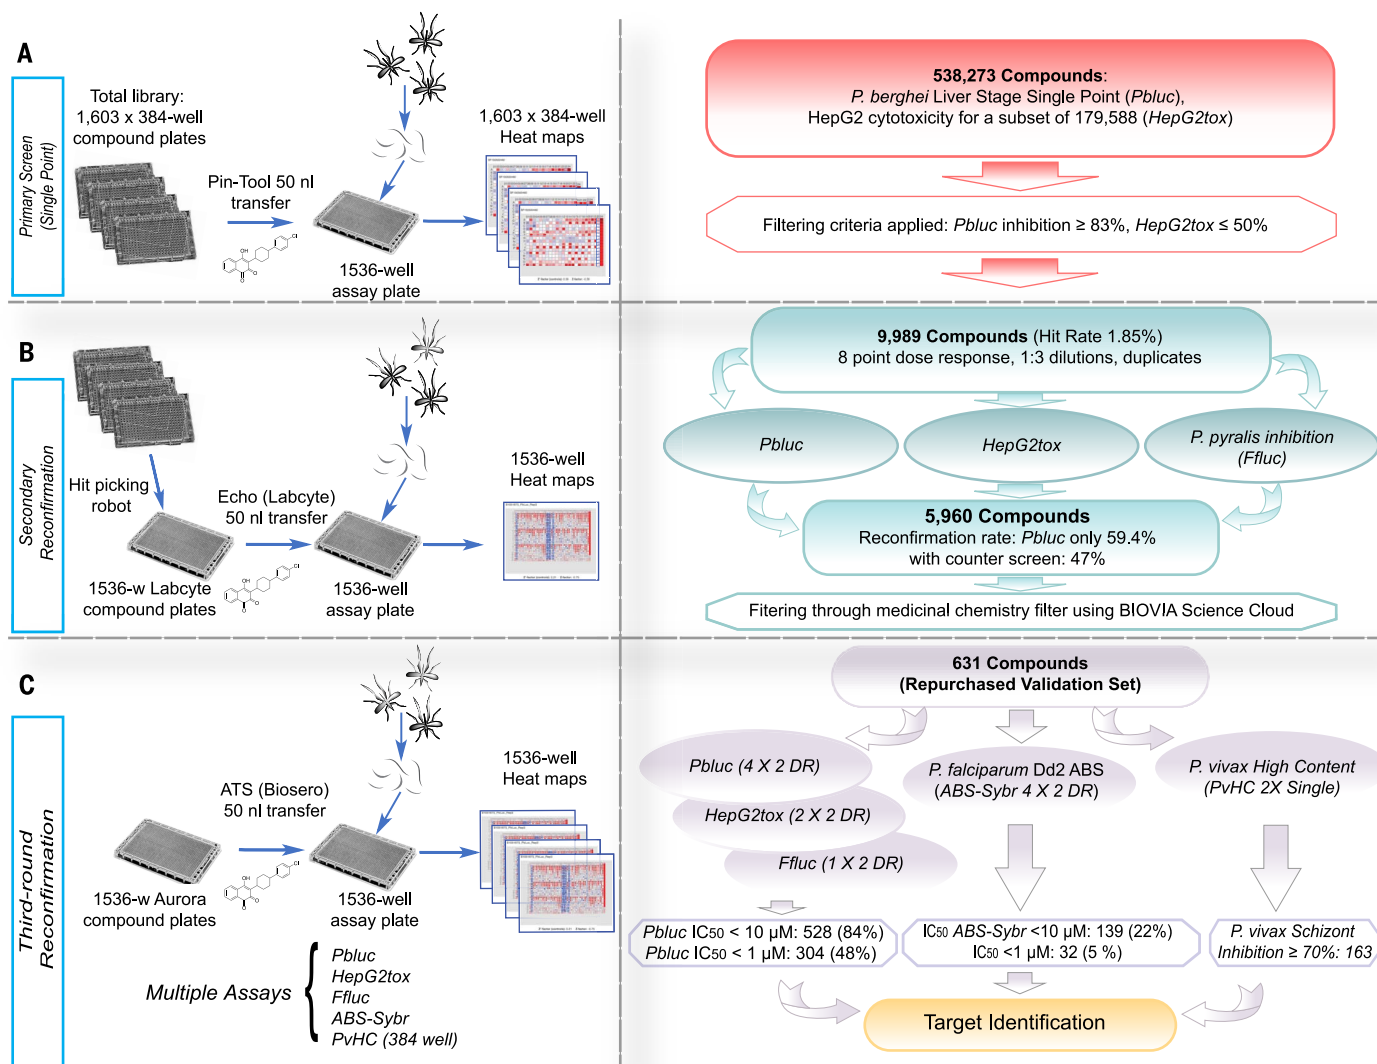 A
Primary Screen
(Single Point)
Total library:
1,603 x 384-well
compound plates
Pin-Tool 50 nl
transfer
OH
Cl
O
O
1536-well
assay plate
1,603 x 384-well
Heat maps
538,273 Compounds:
P. berghei Liver Stage Single Point (Pbluc),
HepG2 cytotoxicity for a subset of 179,588 (HepG2tox)
Filtering criteria applied: Pbluc inhibition ≥ 83%, HepG2tox ≤ 50%
B
Secondary
Reconfirmation
Hit picking
robot
Echo (Labcyte)
50 nl transfer
OH
Cl
O
O
1536-w Labcyte
compound plates
1536-well
assay plate
1536-well
Heat maps
9,989 Compounds (Hit Rate 1.85%)
8 point dose response, 1:3 dilutions, duplicates
Pbluc
HepG2tox
P. pyralis inhibition
(Ffluc)
5,960 Compounds
Reconfirmation rate: Pbluc only 59.4%
with counter screen: 47%
Fitering through medicinal chemistry filter using BIOVIA Science Cloud
C
Third-round
Reconfirmation
ATS (Biosero)
50 nl transfer
OH
Cl
O
O
1536-w Aurora
compound plates
1536-well
assay plate
1536-well
Heat maps
Multiple Assays
Pbluc
HepG2tox
Ffluc
ABS-Sybr
PvHC (384 well)
631 Compounds
(Repurchased Validation Set)
Pbluc (4 X 2 DR)
HepG2tox (2 X 2 DR)
Ffluc (1 X 2 DR)
P. falciparum Dd2 ABS
(ABS-Sybr 4 X 2 DR)
P. vivax High Content
(PvHC 2X Single)
Pbluc IC50 < 10 µM: 528 (84%)
Pbluc IC50 < 1 µM: 304 (48%)
IC50 ABS-Sybr <10 µM: 139 (22%)
IC50 <1 µM: 32 (5 %)
P. vivax Schizont
Inhibition ≥ 70%: 163
Target Identification